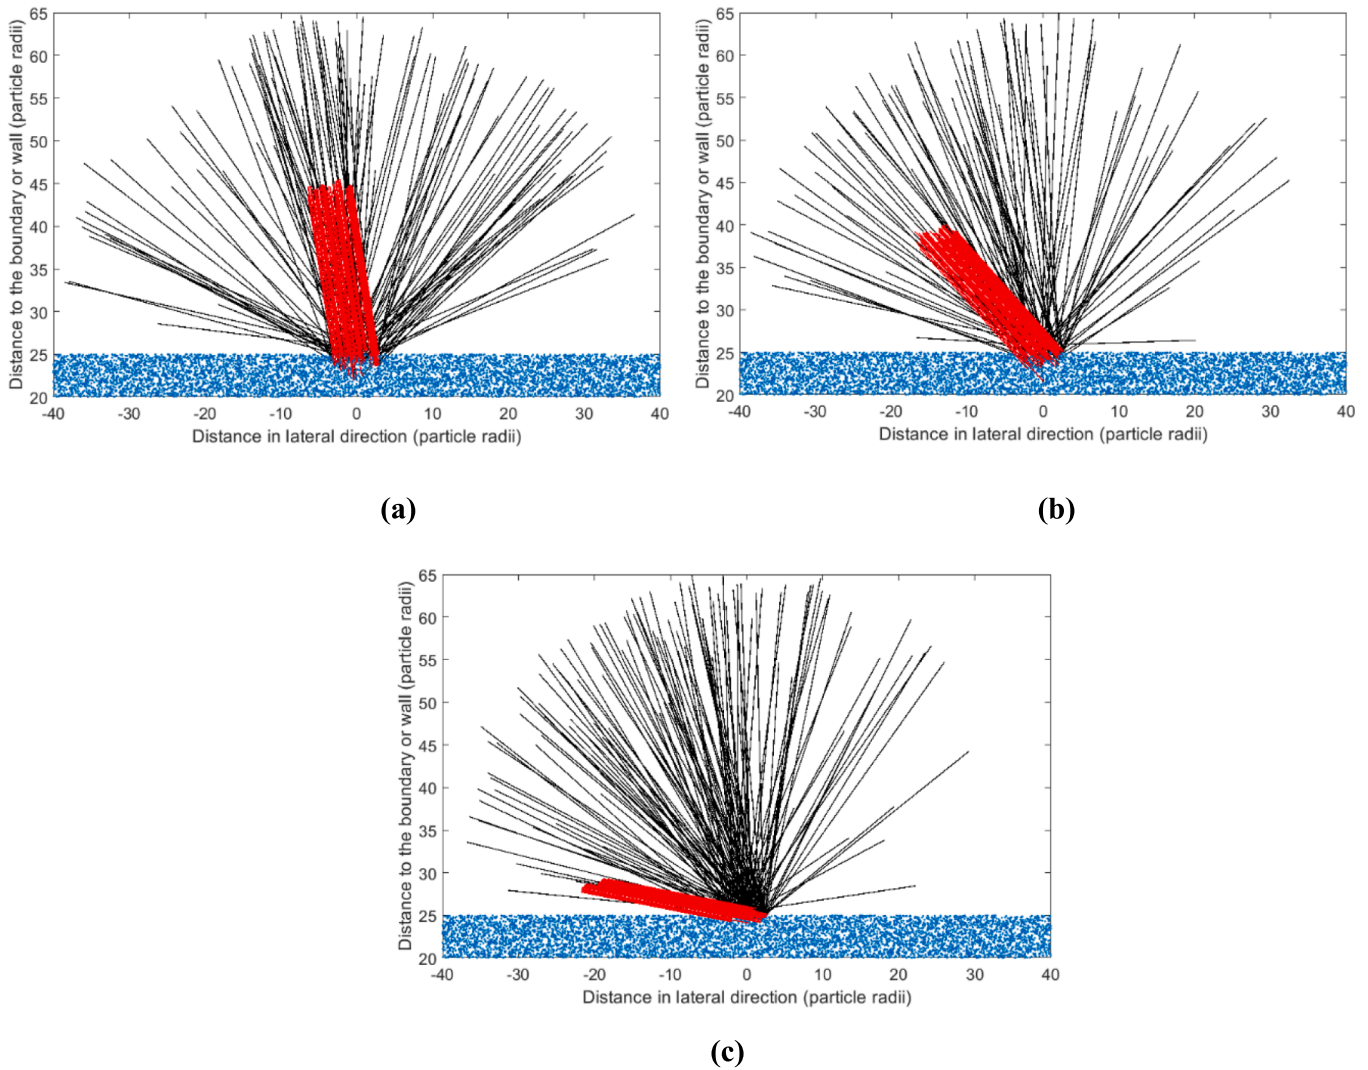 65
60
55
50
45
40
35
30
25
20
Distance to the boundary or wall (particle radii)
-40 -30 -20 -10 0 10 20 30 40
Distance in lateral direction (particle radii)
(a)
65
60
55
50
45
40
35
30
25
20
Distance to the boundary or wall (particle radii)
-40 -30 -20 -10 0 10 20 30 40
Distance in lateral direction (particle radii)
(b)
65
60
55
50
45
40
35
30
25
20
Distance to the boundary or wall (particle radii)
-40 -30 -20 -10 0 10 20 30 40
Distance in lateral direction (particle radii)
(c)